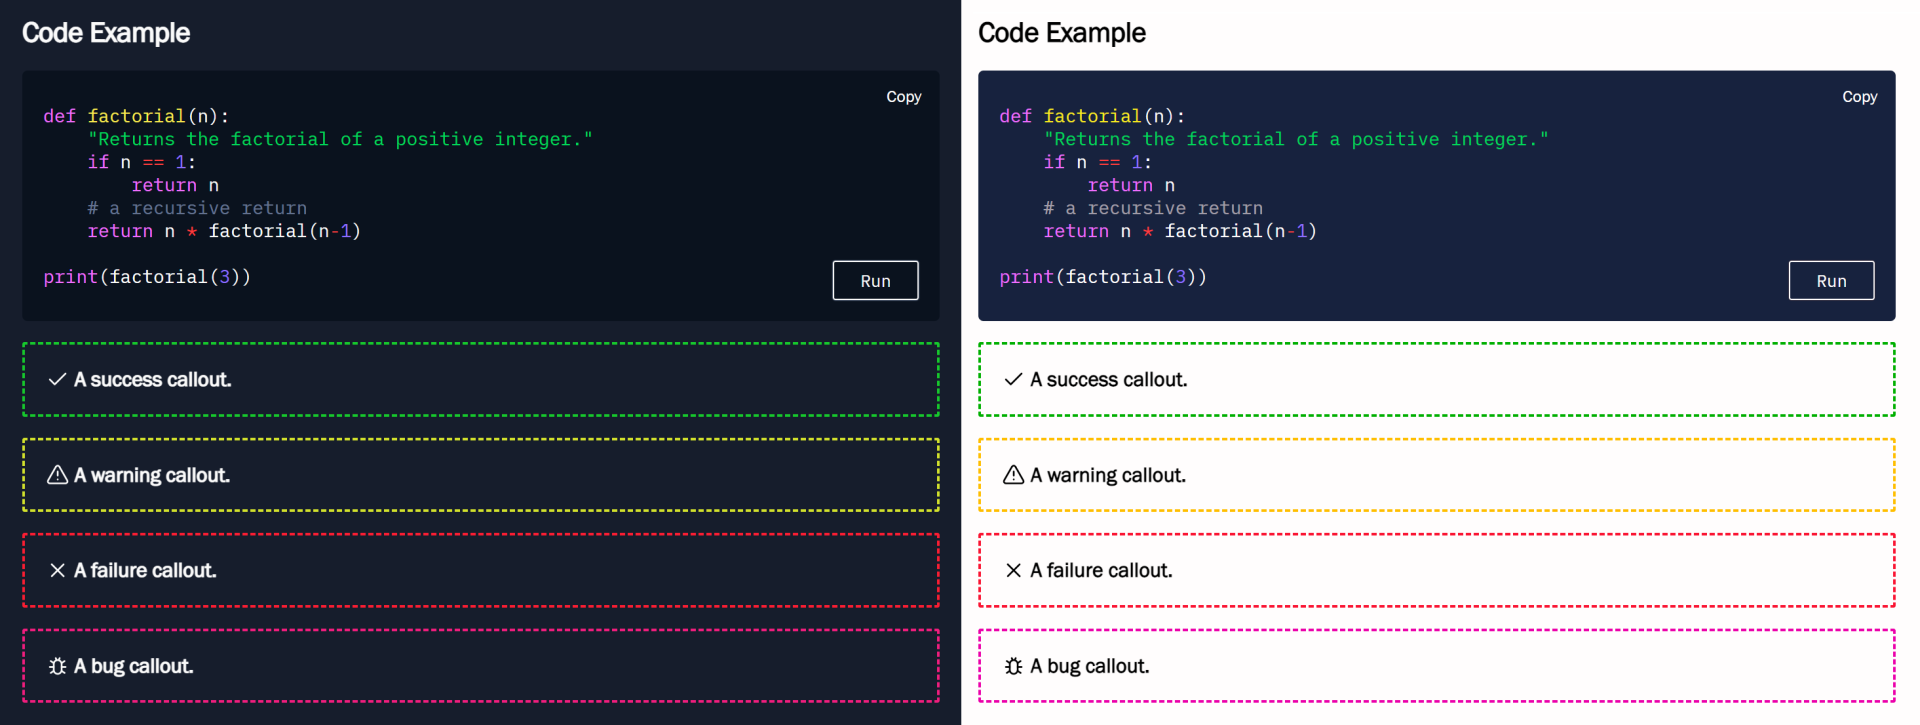 Code Example
Copy
def factorial(n):
    "Returns the factorial of a positive integer."
    if n == 1:
        return n
    # a recursive return
    return n * factorial(n-1)

print(factorial(3))
Run
A success callout.
A warning callout.
A failure callout.
A bug callout.
Code Example
Copy
def factorial(n):
    "Returns the factorial of a positive integer."
    if n == 1:
        return n
    # a recursive return
    return n * factorial(n-1)

print(factorial(3))
Run
A success callout.
A warning callout.
A failure callout.
A bug callout.